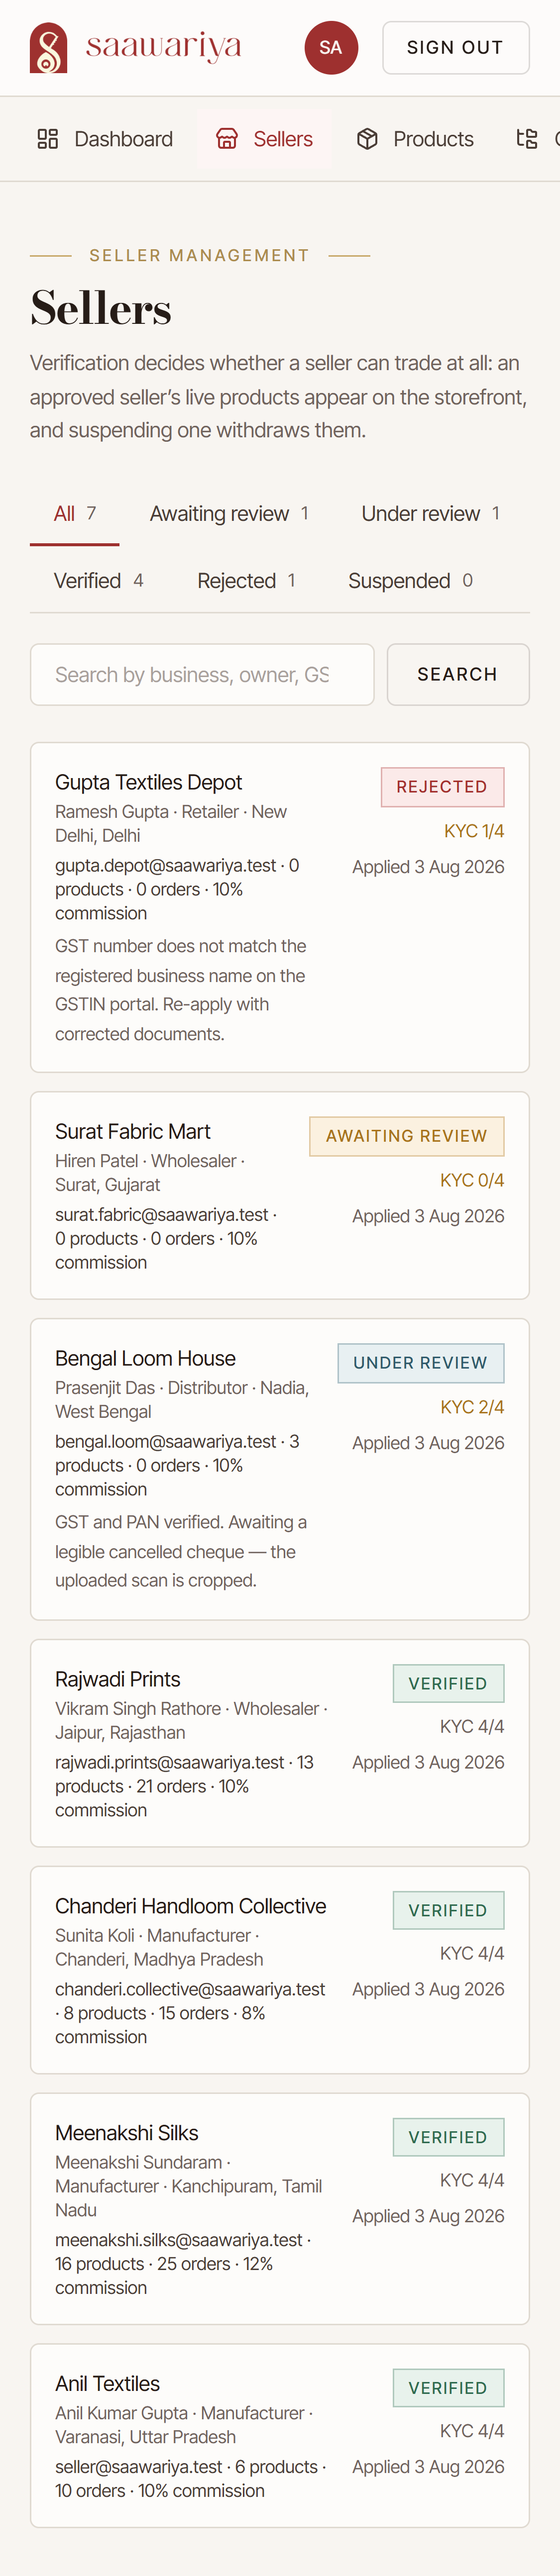 saawariya
SA
SIGN OUT
Dashboard
Sellers
Products
SELLER MANAGEMENT
Sellers
Verification decides whether a seller can trade at all: an
approved seller’s live products appear on the storefront,
and suspending one withdraws them.
All 7
Awaiting review 1
Under review 1
Verified 4
Rejected 1
Suspended 0
Search by business, owner, GS
SEARCH
Gupta Textiles Depot
Ramesh Gupta · Retailer · New
Delhi, Delhi
gupta.depot@saawariya.test · 0
products · 0 orders · 10%
commission
GST number does not match the
registered business name on the
GSTIN portal. Re-apply with
corrected documents.
REJECTED
KYC 1/4
Applied 3 Aug 2026
Surat Fabric Mart
Hiren Patel · Wholesaler ·
Surat, Gujarat
surat.fabric@saawariya.test ·
0 products · 0 orders · 10%
commission
AWAITING REVIEW
KYC 0/4
Applied 3 Aug 2026
Bengal Loom House
Prasenjit Das · Distributor · Nadia,
West Bengal
bengal.loom@saawariya.test · 3
products · 0 orders · 10%
commission
GST and PAN verified. Awaiting a
legible cancelled cheque — the
uploaded scan is cropped.
UNDER REVIEW
KYC 2/4
Applied 3 Aug 2026
Rajwadi Prints
Vikram Singh Rathore · Wholesaler ·
Jaipur, Rajasthan
rajwadi.prints@saawariya.test · 13
products · 21 orders · 10%
commission
VERIFIED
KYC 4/4
Applied 3 Aug 2026
Chanderi Handloom Collective
Sunita Koli · Manufacturer ·
Chanderi, Madhya Pradesh
chanderi.collective@saawariya.test
· 8 products · 15 orders · 8%
commission
VERIFIED
KYC 4/4
Applied 3 Aug 2026
Meenakshi Silks
Meenakshi Sundaram ·
Manufacturer · Kanchipuram, Tamil
Nadu
meenakshi.silks@saawariya.test ·
16 products · 25 orders · 12%
commission
VERIFIED
KYC 4/4
Applied 3 Aug 2026
Anil Textiles
Anil Kumar Gupta · Manufacturer ·
Varanasi, Uttar Pradesh
seller@saawariya.test · 6 products ·
10 orders · 10% commission
VERIFIED
KYC 4/4
Applied 3 Aug 2026